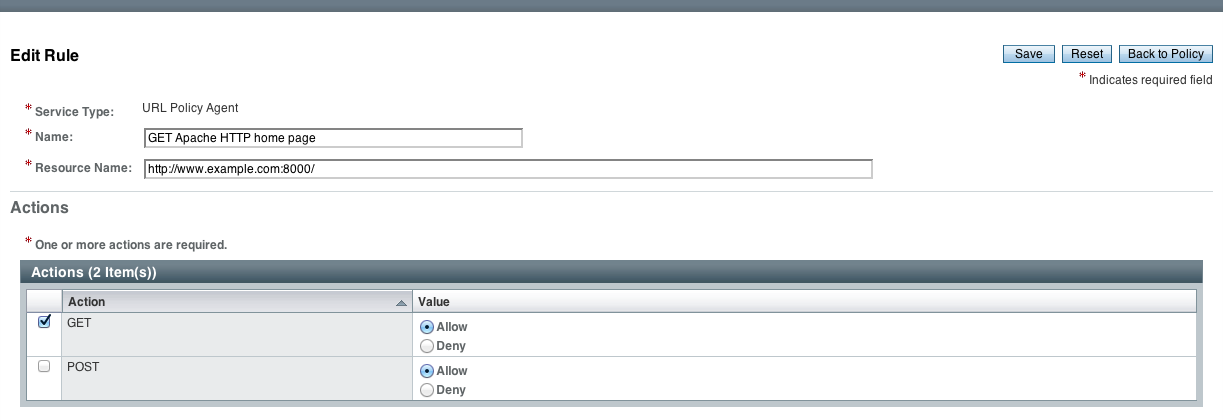 Edit Rule
Save Reset Back to Policy
* Indicates required field
* Service Type: URL Policy Agent
* Name: GET Apache HTTP home page
* Resource Name: http://www.example.com:8000/
Actions
* One or more actions are required.
Actions (2 Item(s))
Action Value
GET Allow
Deny
POST Allow
Deny